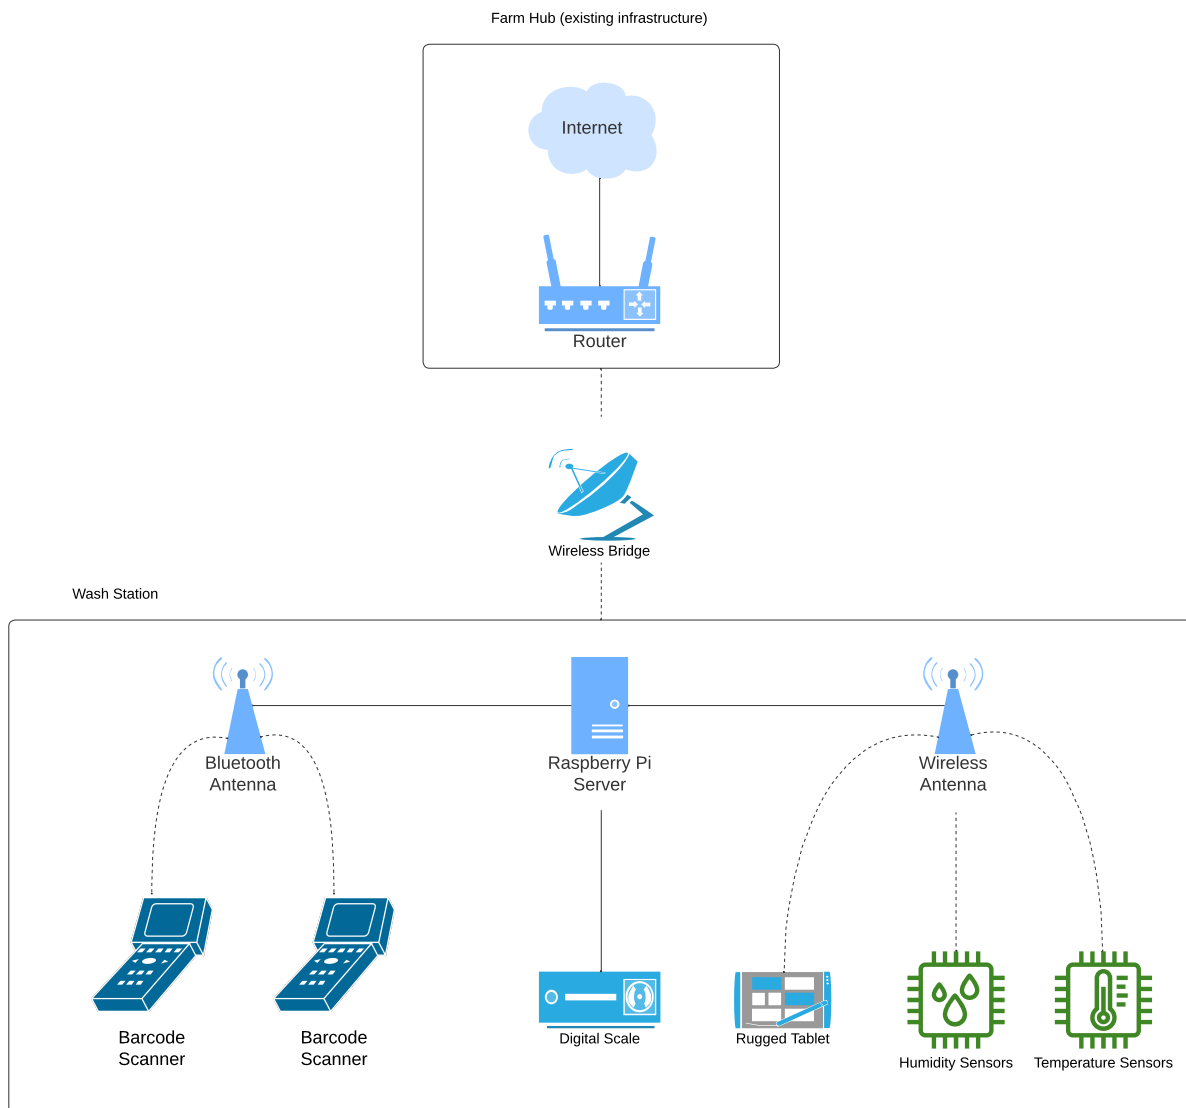 Farm Hub (existing infrastructure)
Internet
Router
Wireless Bridge
Wash Station
Bluetooth
Antenna
Raspberry Pi
Server
Wireless
Antenna
Barcode
Scanner
Barcode
Scanner
Digital Scale
Rugged Tablet
Humidity Sensors
Temperature Sensors